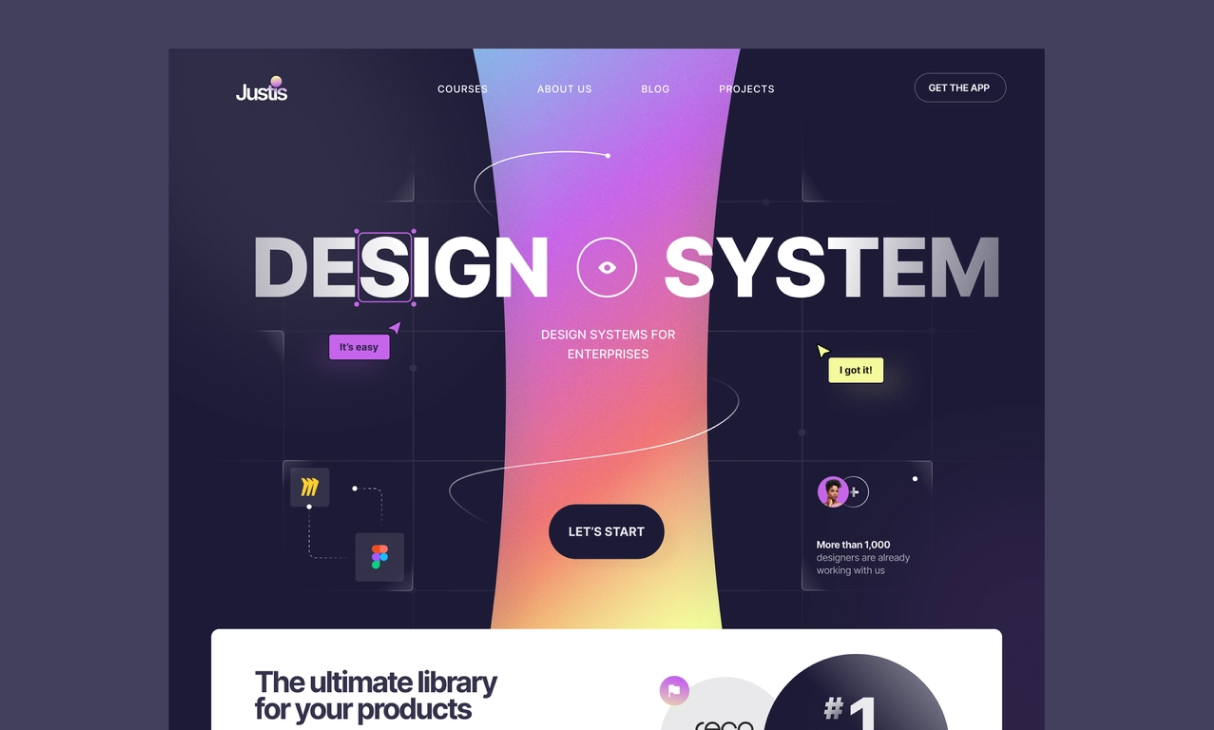 Justis
COURSES ABOUT US BLOG PROJECTS
GET THE APP
DESIGN SYSTEM
DESIGN SYSTEMS FOR
ENTERPRISES
It's easy
I got it!
LET'S START
More than 1,000
designers are already
working with us
The ultimate library
for your products
#1